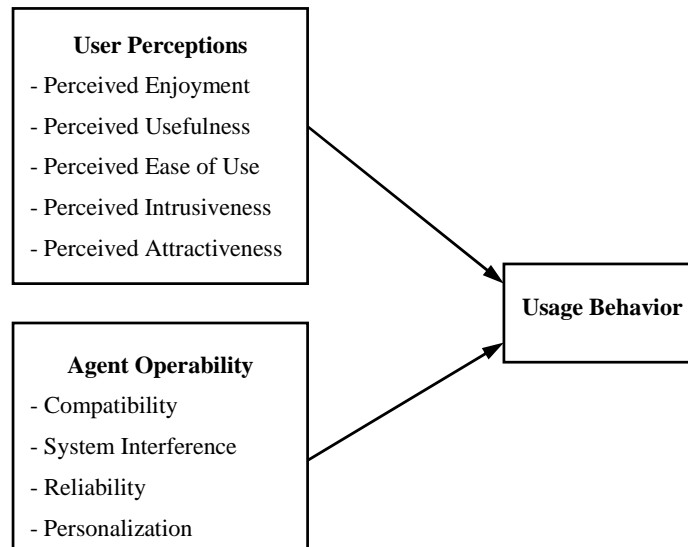 User Perceptions
- Perceived Enjoyment
- Perceived Usefulness
- Perceived Ease of Use
- Perceived Intrusiveness
- Perceived Attractiveness
Usage Behavior
Agent Operability
- Compatibility
- System Interference
- Reliability
- Personalization